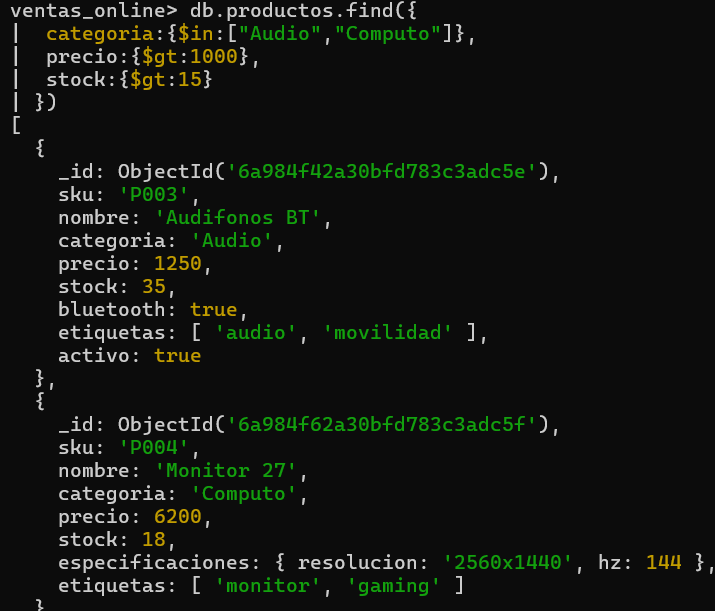 ventas_online> db.productos.find({
|  categoria:{$in:["Audio","Computo"]},
|  precio:{$gt:1000},
|  stock:{$gt:15}
| })
[
  {
    _id: ObjectId('6a984f42a30bfd783c3adc5e'),
    sku: 'P003',
    nombre: 'Audifonos BT',
    categoria: 'Audio',
    precio: 1250,
    stock: 35,
    bluetooth: true,
    etiquetas: [ 'audio', 'movilidad' ],
    activo: true
  },
  {
    _id: ObjectId('6a984f62a30bfd783c3adc5f'),
    sku: 'P004',
    nombre: 'Monitor 27',
    categoria: 'Computo',
    precio: 6200,
    stock: 18,
    especificaciones: { resolucion: '2560x1440', hz: 144 },
    etiquetas: [ 'monitor', 'gaming' ]
  }